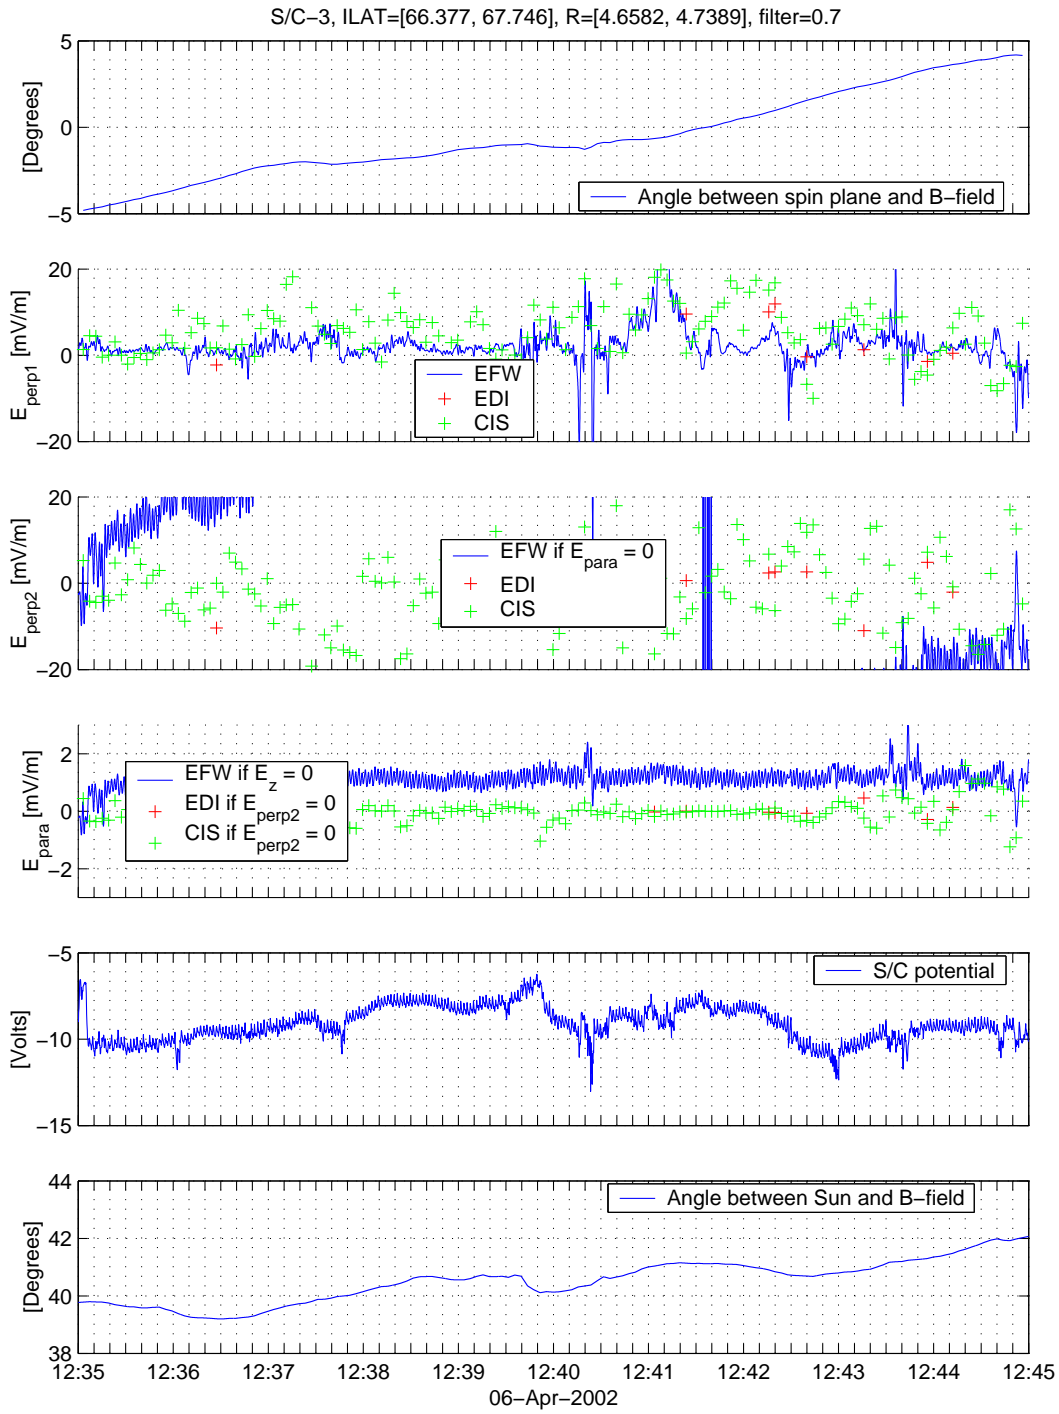 S/C−3, ILAT=[66.377, 67.746], R=[4.6582, 4.7389], filter=0.7
5
0
−5
[Degrees]
Angle between spin plane and B−field
20
0
−20
E_perp1 [mV/m]
EFW
EDI
CIS
20
10
0
−10
−20
E_perp2 [mV/m]
EFW if E_para = 0
EDI
CIS
2
0
−2
E_para [mV/m]
EFW if E_z = 0
EDI if E_perp2 = 0
CIS if E_perp2 = 0
−5
−10
−15
[Volts]
S/C potential
44
42
40
38
[Degrees]
Angle between Sun and B−field
12:35 12:36 12:37 12:38 12:39 12:40 12:41 12:42 12:43 12:44 12:45
06−Apr−2002